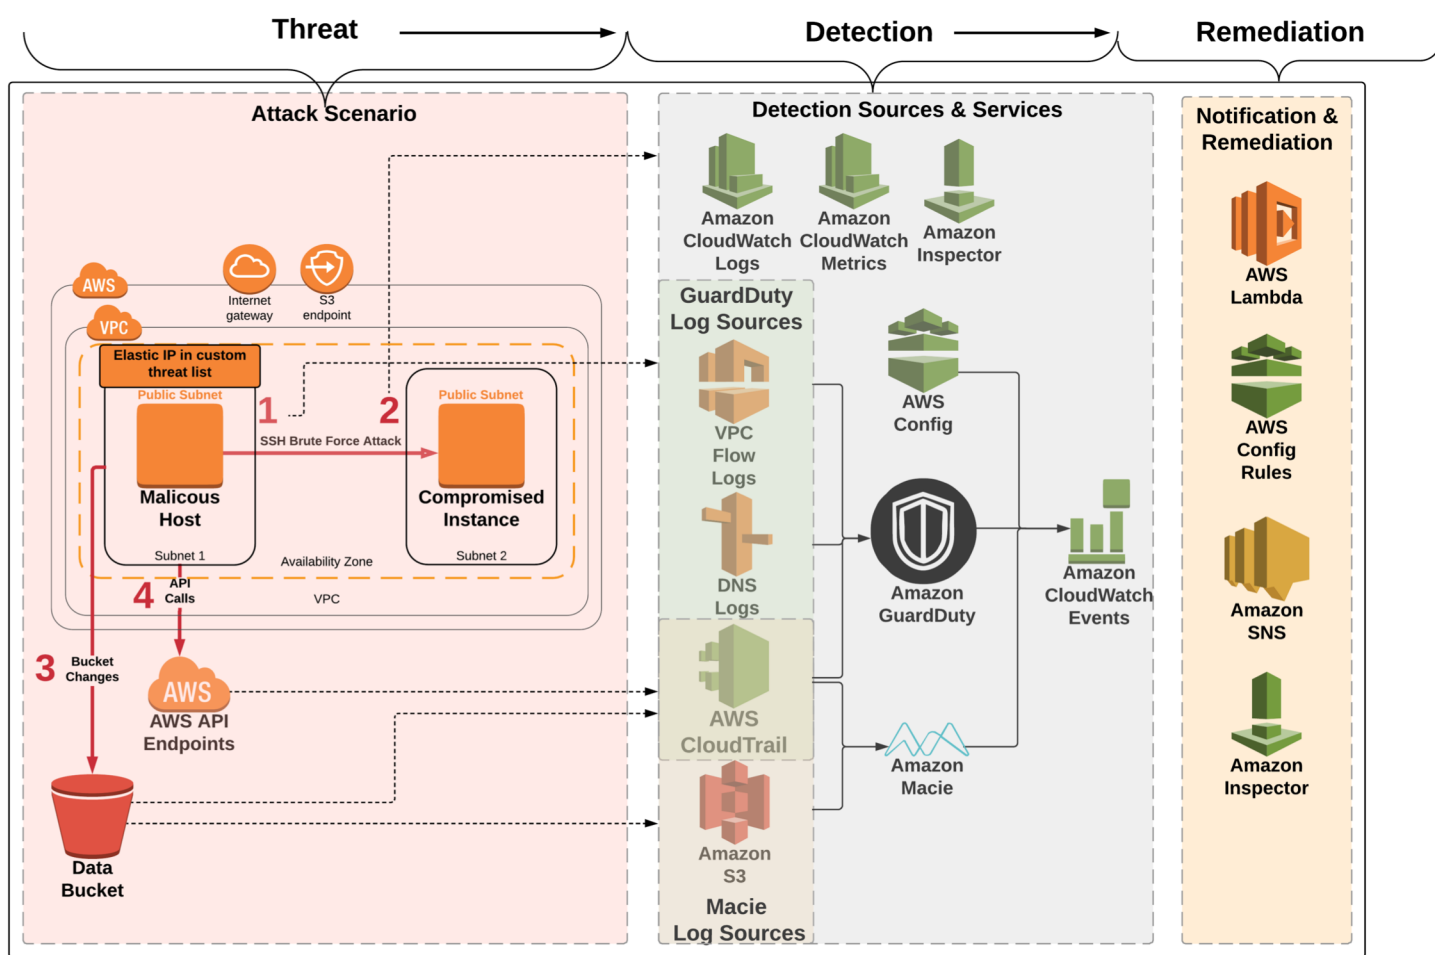 Threat
Detection
Remediation
Attack Scenario
AWS
Internet
gateway
S3
endpoint
VPC
Elastic IP in custom
threat list
Public Subnet
1
2
Public Subnet
SSH Brute Force Attack
Malicous
Host
Compromised
Instance
Subnet 1
Availability Zone
Subnet 2
4
API
Calls
VPC
3
Bucket
Changes
AWS
AWS API
Endpoints
Data
Bucket
Detection Sources & Services
Amazon
CloudWatch
Logs
Amazon
CloudWatch
Metrics
Amazon
Inspector
GuardDuty
Log Sources
VPC
Flow
Logs
DNS
Logs
AWS
CloudTrail
Amazon
S3
Macie
Log Sources
AWS
Config
Amazon
GuardDuty
Amazon
Macie
Amazon
CloudWatch
Events
Notification &
Remediation
AWS
Lambda
AWS
Config
Rules
Amazon
SNS
Amazon
Inspector